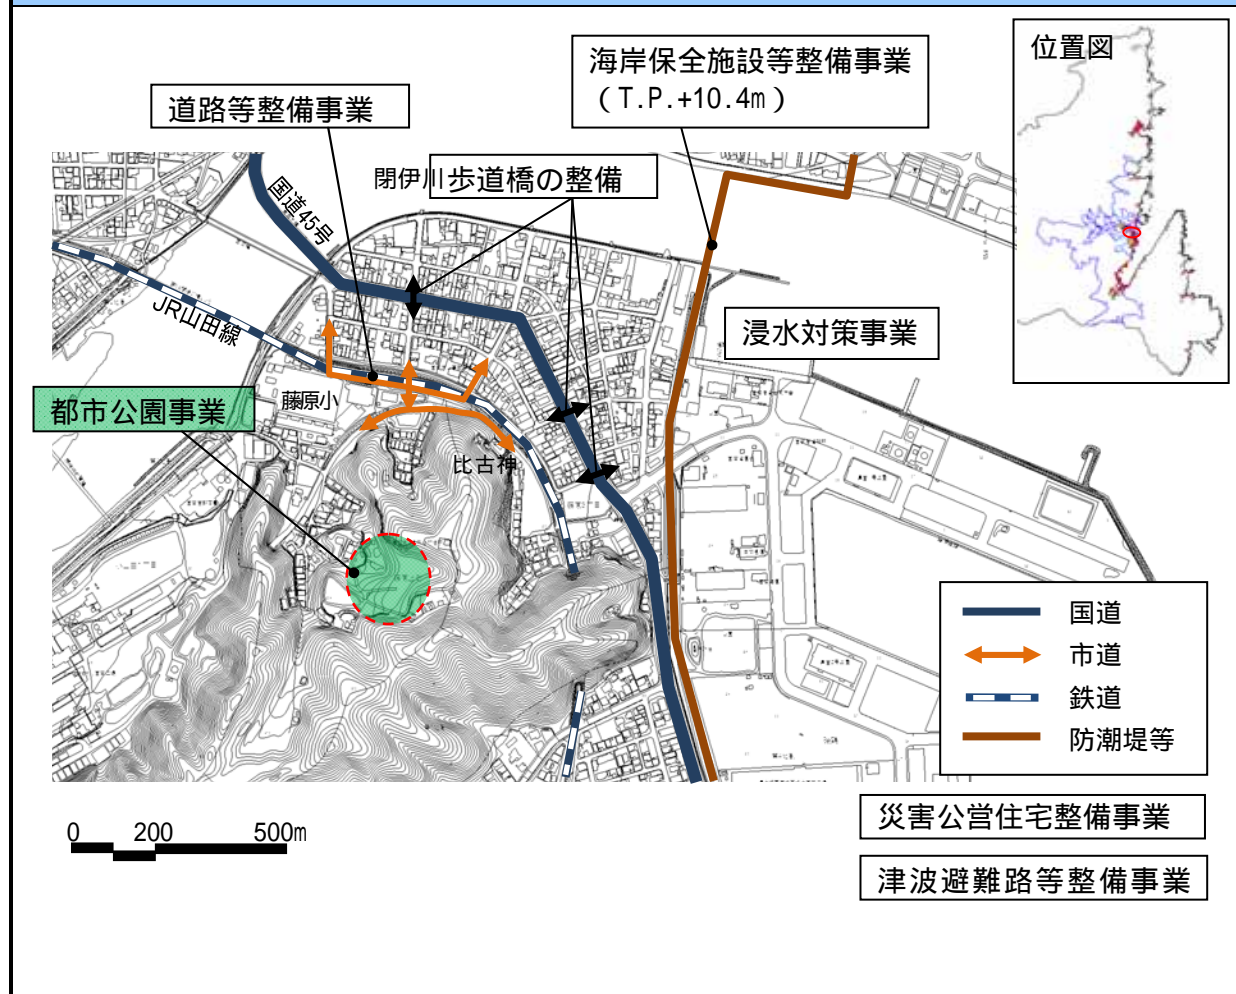 位置図
海岸保全施設等整備事業
（T.P.+10.4m）
道路等整備事業
閉伊川
歩道橋の整備
国道45号
JR山田線
浸水対策事業
藤原小
都市公園事業
比古神
国道
市道
鉄道
防潮堤等
0 200 500m
災害公営住宅整備事業
津波避難路等整備事業